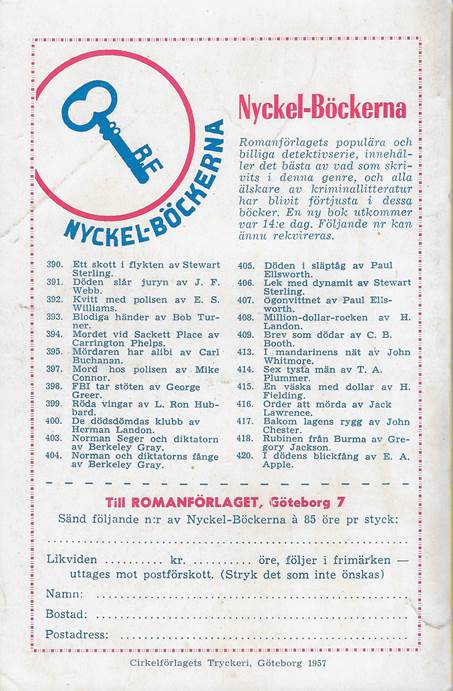 B.E
NYCKEL-BÖCKERNA
Nyckel-Böckerna
Romanförlagets populära och
billiga detektivserie, innehål-
ler det bästa av vad som skri-
vits i denna genre, och alla
älskare av kriminallitteratur
har blivit förtjusta i dessa
böcker. En ny bok utkommer
var 14:e dag. Följande nr kan
ännu rekvireras.
390. Ett skott i flykten av Stewart
Sterling.
391. Döden slår juryn av J. F.
Webb.
392. Kvitt med polisen av E. S.
Williams.
393. Blodiga händer av Bob Tur-
ner.
394. Mordet vid Sackett Place av
Carrington Phelps.
395. Mördaren har alibi av Carl
Buchanan.
397. Mord hos polisen av Mike
Connor.
398. FBI tar stöten av George
Greer.
399. Röda vingar av L. Ron Hub-
bard.
400. De dödsdömdas klubb av
Herman Landon.
403. Norman Seger och diktatorn
av Berkeley Gray.
404. Norman och diktatorns fånge
av Berkeley Gray.
405. Döden i släptåg av Paul
Ellsworth.
406. Lek med dynamit av Stewart
Sterling.
407. Ögonvittnet av Paul Ells-
worth.
408. Million-dollar-rocken av H.
Landon.
409. Brev som dödar av C. B.
Booth.
413. I mandarinens nät av John
Whitmore.
414. Sex tysta män av T. A.
Plummer.
415. En väska med dollar av H.
Fielding.
416. Order att mörda av Jack
Lawrence.
417. Bakom lagens rygg av John
Chester.
418. Rubinen från Burma av Gre-
gory Jackson.
420. I dödens blickfång av E. A.
Apple.
Till ROMANFÖRLAGET, Göteborg 7
Sänd följande n:r av Nyckel-Böckerna à 85 öre pr styck:
Likviden .......... kr. .......... öre, följer i frimärken —
uttages mot postförskott. (Stryk det som inte önskas)
Namn:
Bostad:
Postadress:
Cirkelförlagets Tryckeri, Göteborg 1957